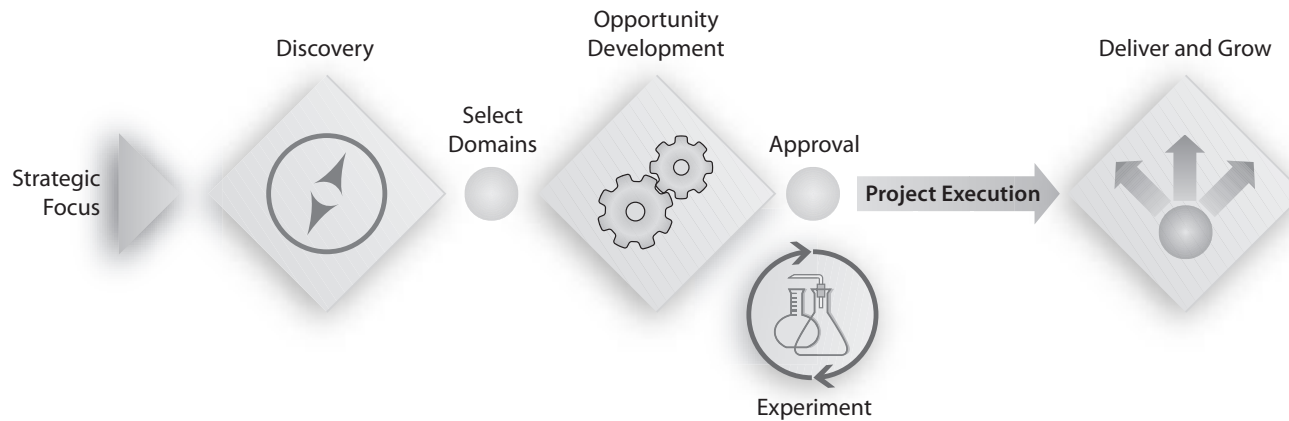 Strategic
Focus
Discovery
Select
Domains
Opportunity
Development
Approval
Experiment
Project Execution
Deliver and Grow